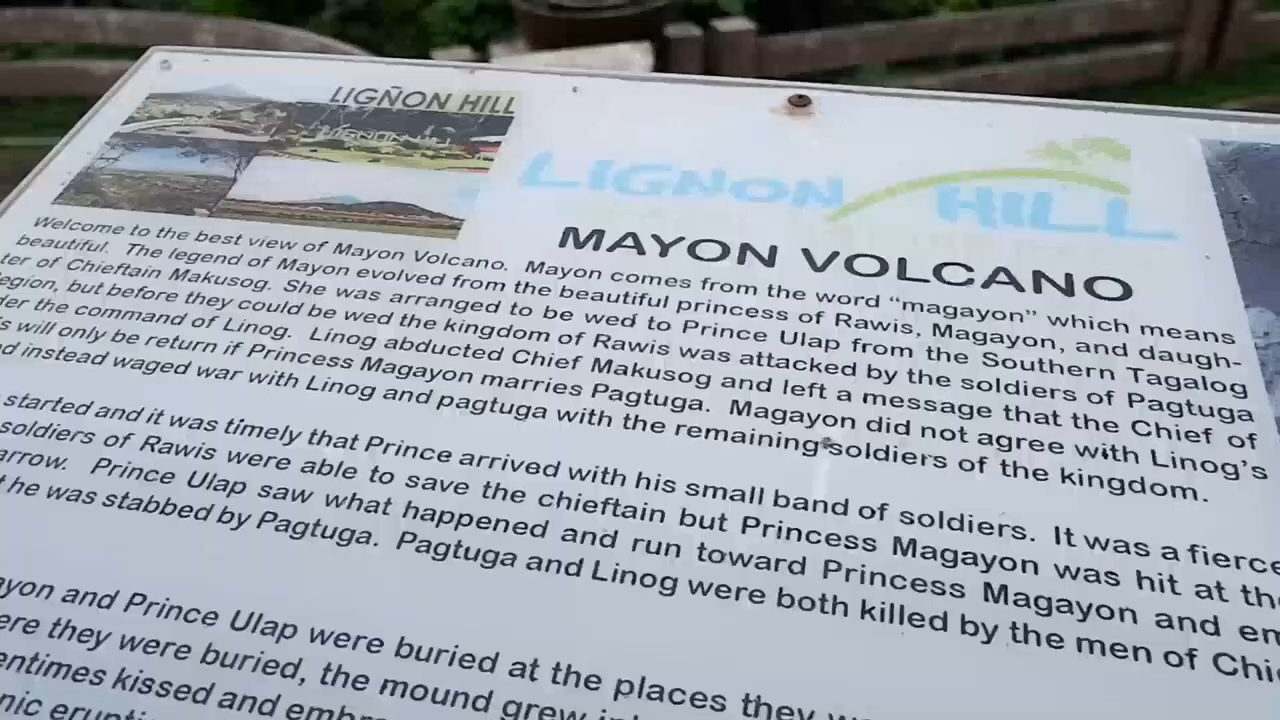 LIGÑON HILL
LIGNON HILL
MAYON VOLCANO
Welcome to the best view of Mayon Volcano. Mayon comes from the word “magayon” which means
beautiful. The legend of Mayon evolved from the beautiful princess of Rawis, Magayon, and daugh-
ter of Chieftain Makusog. She was arranged to be wed to Prince Ulap from the Southern Tagalog
egion, but before they could be wed the kingdom of Rawis was attacked by the soldiers of Pagtuga
der the command of Linog. Linog abducted Chief Makusog and left a message that the Chief of
s will only be return if Princess Magayon marries Pagtuga. Magayon did not agree with Linog’s
d instead waged war with Linog and pagtuga with the remaining soldiers of the kingdom.
started and it was timely that Prince arrived with his small band of soldiers. It was a fierce
soldiers of Rawis were able to save the chieftain but Princess Magayon was hit at the
arrow. Prince Ulap saw what happened and run toward Princess Magayon and em
t he was stabbed by Pagtuga. Pagtuga and Linog were both killed by the men of Chie
ayon and Prince Ulap were buried at the places they
ere they were buried, the mound grew
entimes kissed and embr
nic erupti